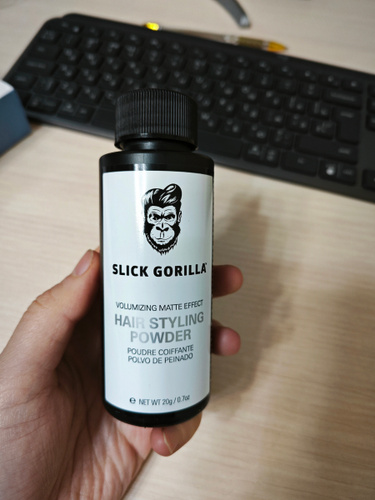 SLICK GORILLA
VOLUMIZING MATTE EFFECT
HAIR STYLING
POWDER
POUDRE COIFFANTE
POLVO DE PEINADO
℮ NET WT 20g / 0.7oz